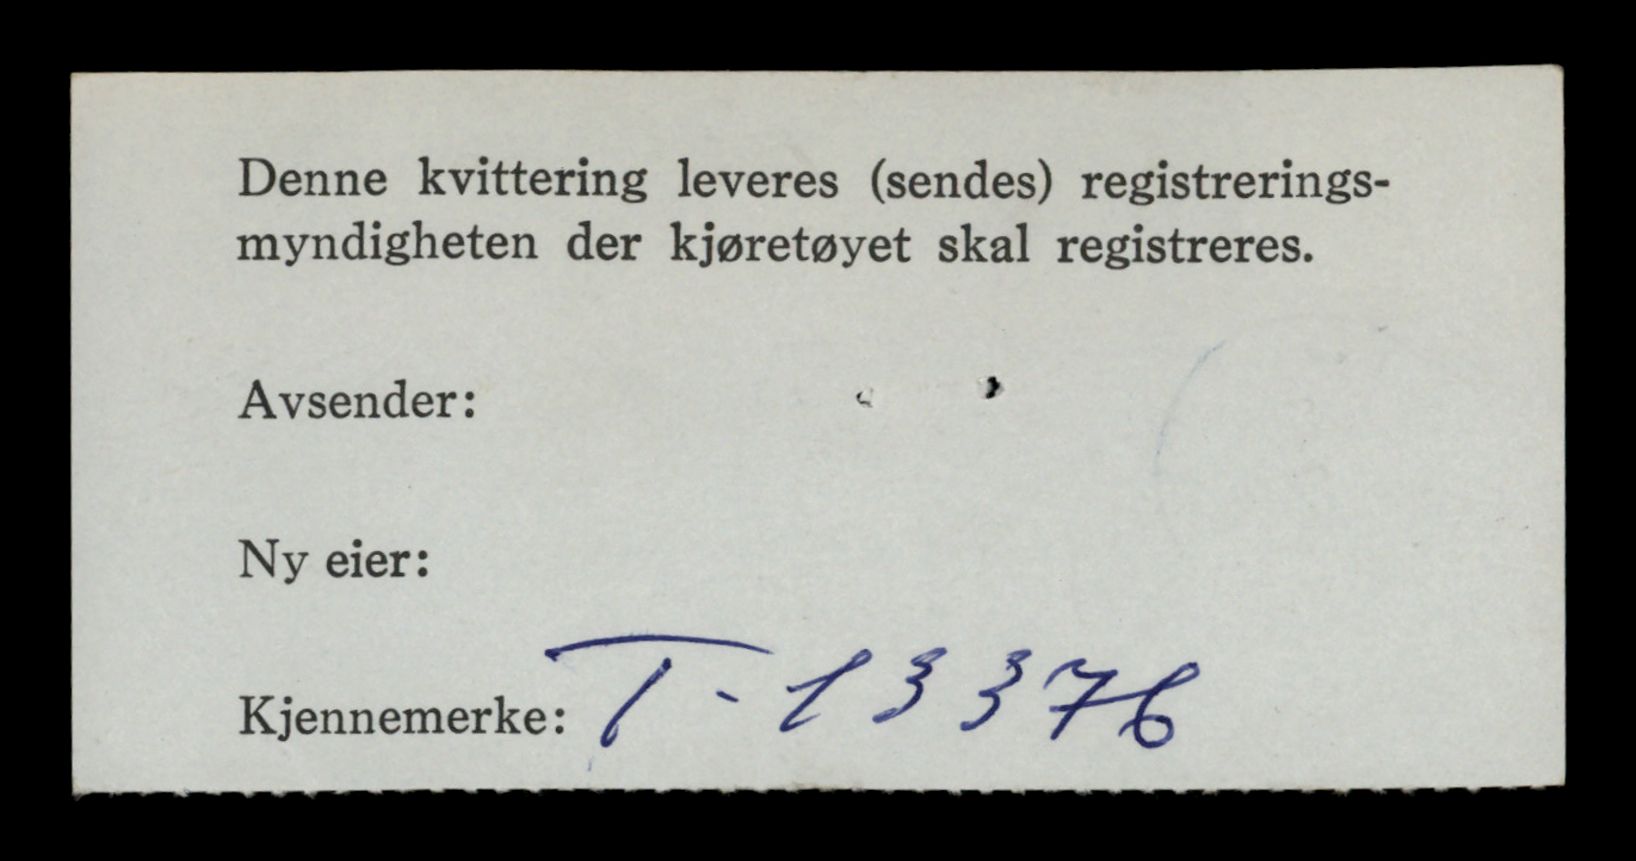 Denne kvittering leveres (sendes) registrerings-
myndigheten der kjøretøyet skal registreres.
Avsender:
Ny eier:
Kjennemerke: T-13376